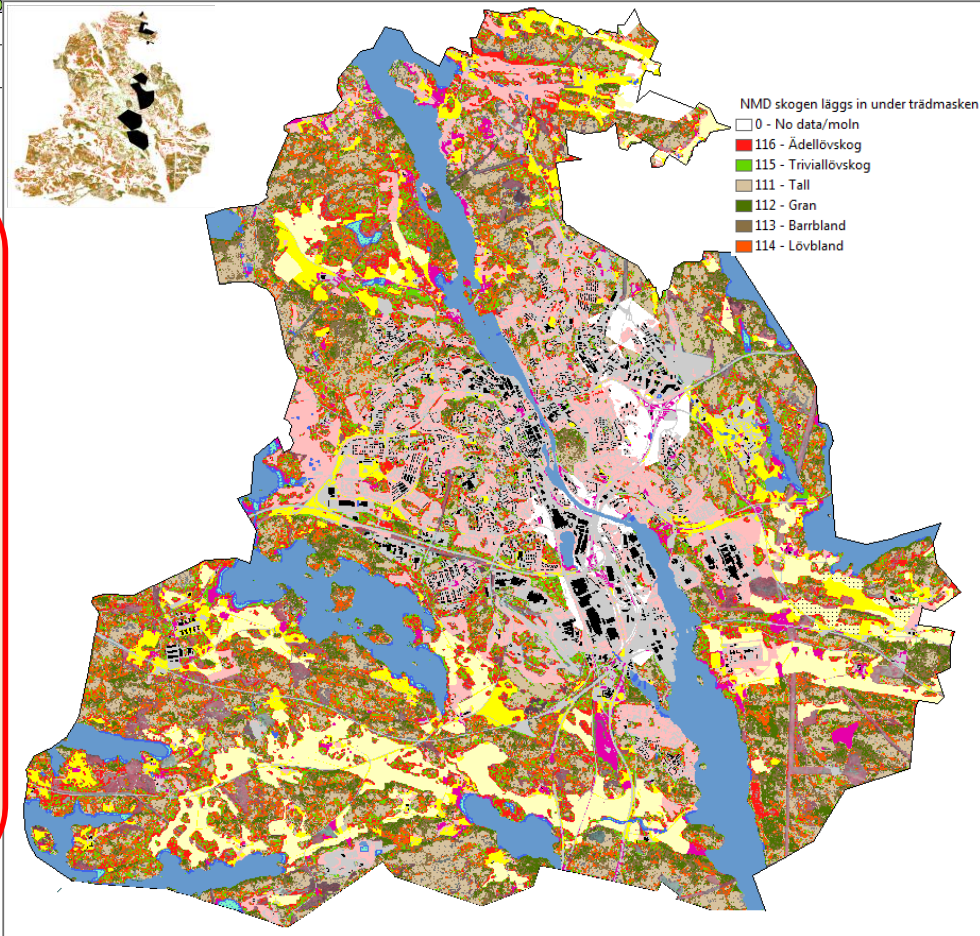 NMD skogen läggs in under trädmasken
0 - No data/moln
116 - Ädellövskog
115 - Triviallövskog
111 - Tall
112 - Gran
113 - Barrbland
114 - Lövbland